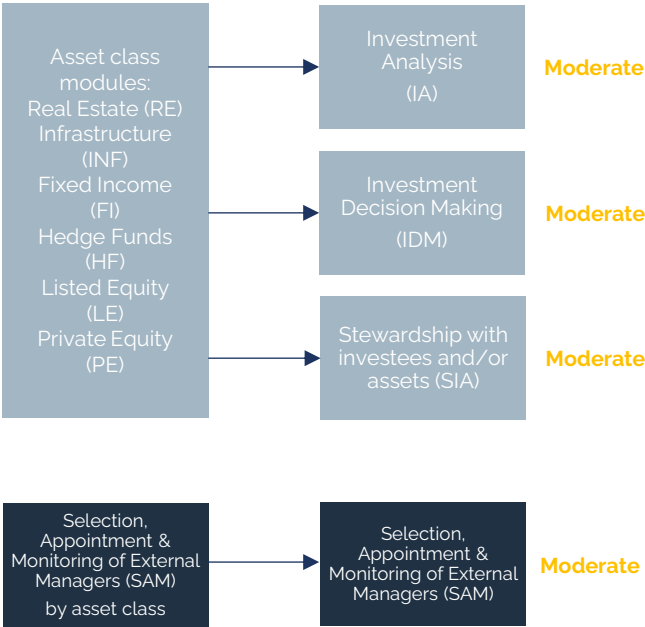 Asset class
modules:
Real Estate (RE)
Infrastructure
(INF)
Fixed Income
(FI)
Hedge Funds
(HF)
Listed Equity
(LE)
Private Equity
(PE)
Investment
Analysis
(IA)
Moderate
Investment
Decision Making
(IDM)
Moderate
Stewardship with
investees and/or
assets (SIA)
Moderate
Selection,
Appointment &
Monitoring of External
Managers (SAM)
by asset class
Selection,
Appointment &
Monitoring of External
Managers (SAM)
Moderate